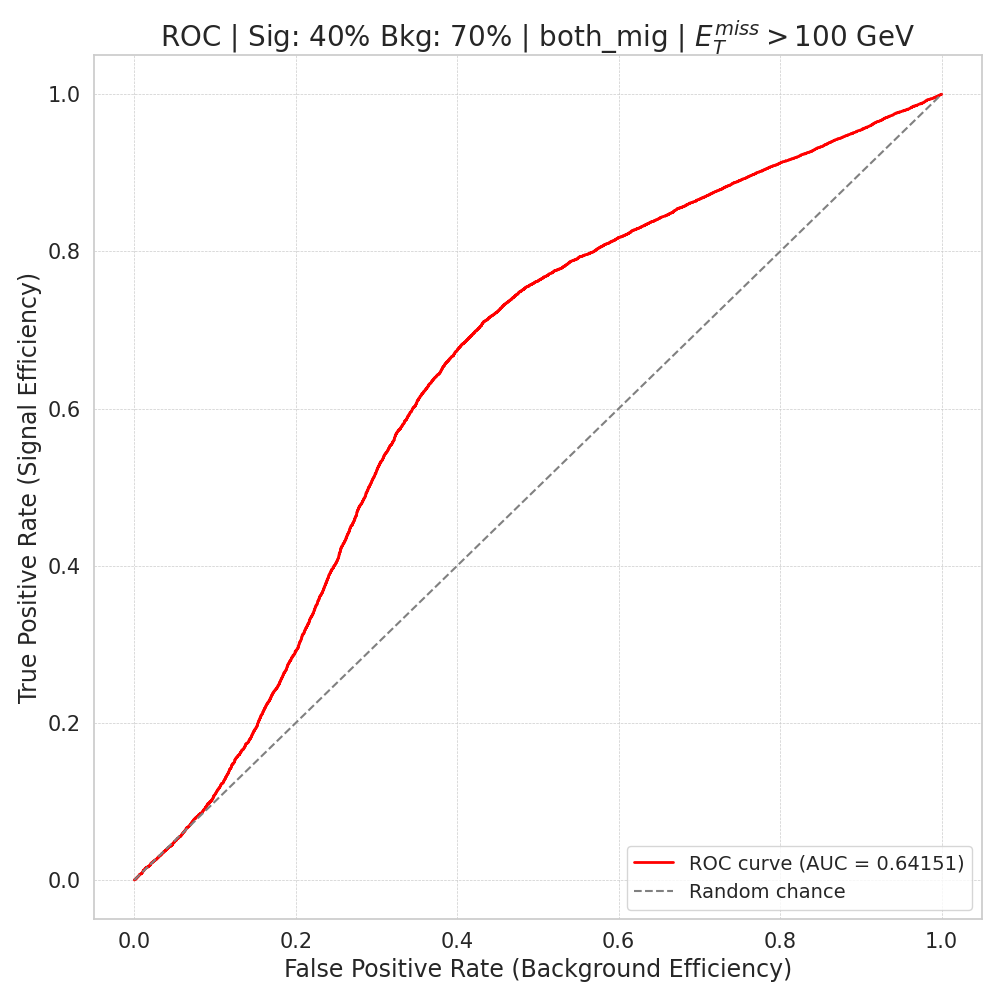 ROC | Sig: 40% Bkg: 70% | both_mig | $E_T^{miss} > 100$ GeV
1.0
0.8
0.6
0.4
0.2
0.0
True Positive Rate (Signal Efficiency)
ROC curve (AUC = 0.64151)
Random chance
0.0 0.2 0.4 0.6 0.8 1.0
False Positive Rate (Background Efficiency)